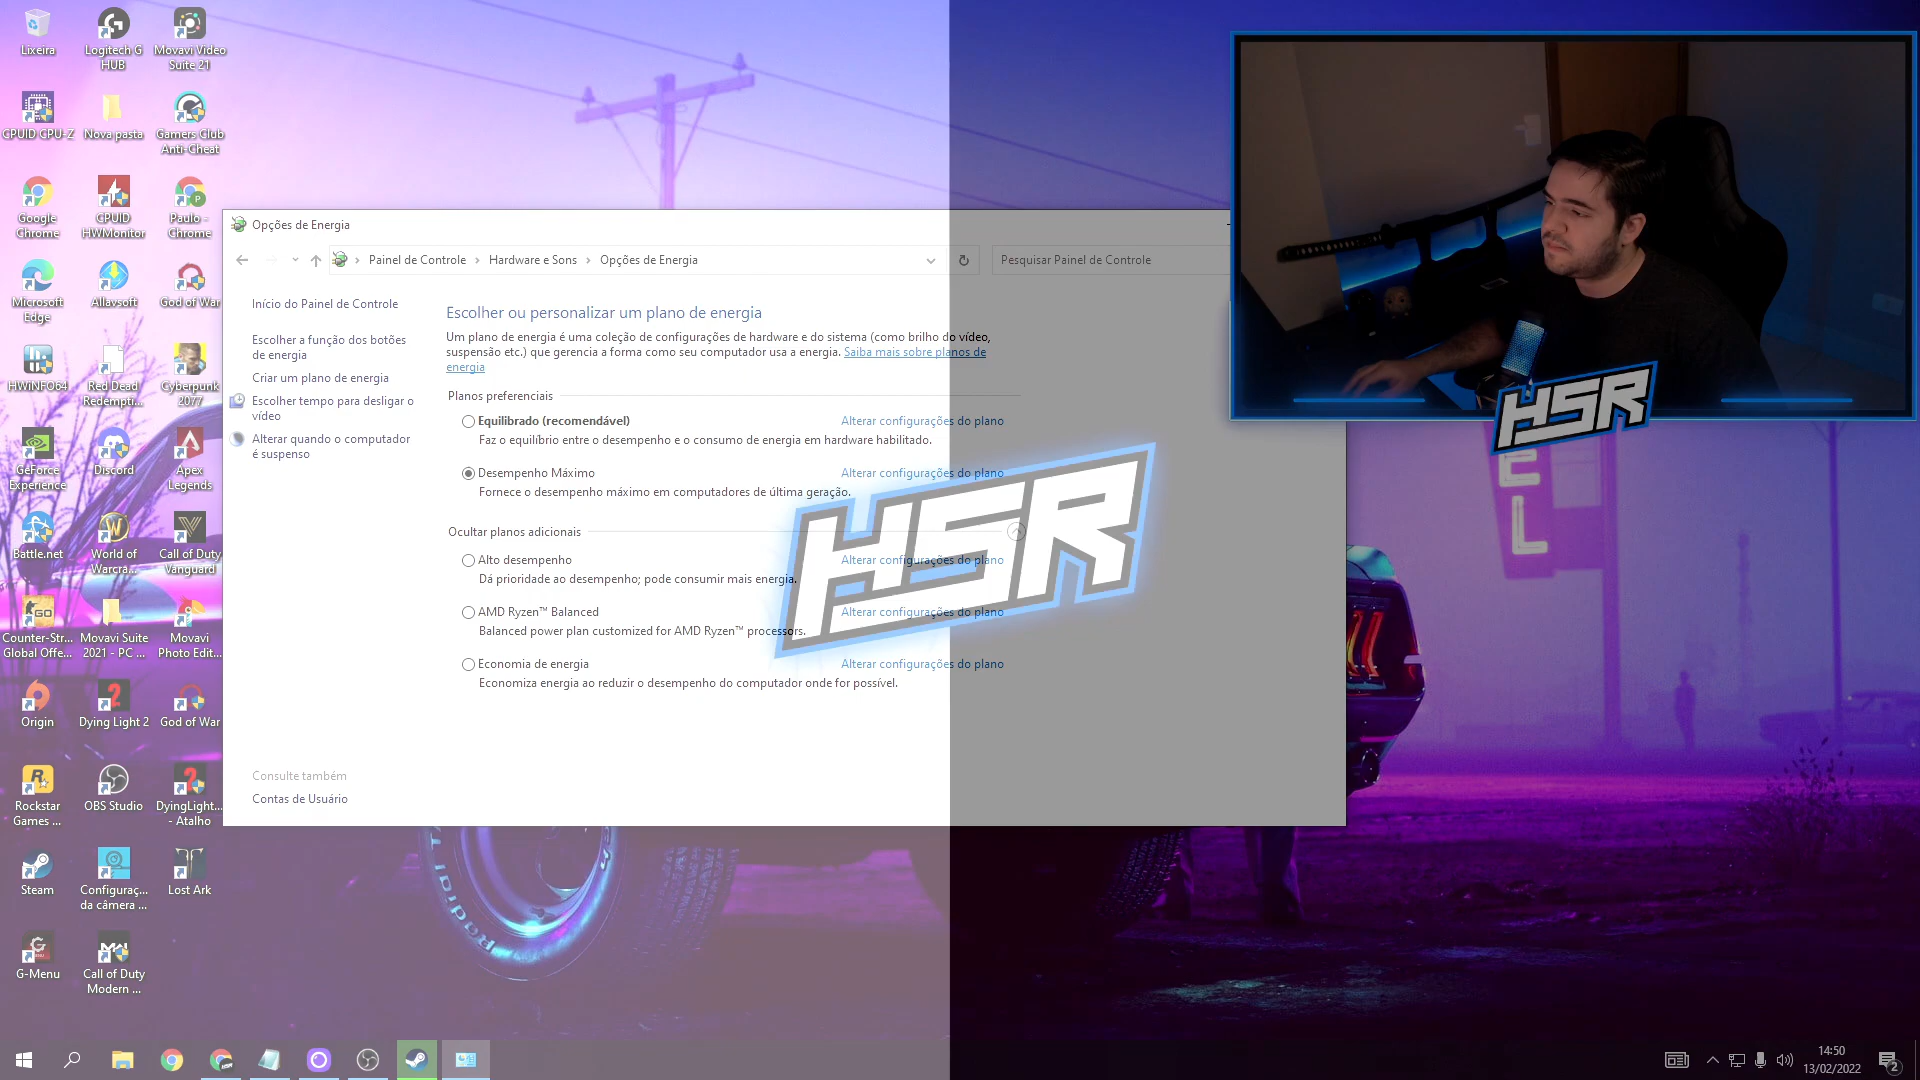 Lixeira
Logitech G
HUB
Movavi Video
Suite 21
CPUID CPU-Z
Nova pasta
Gamers Club
Anti-Cheat
Google
Chrome
CPUID
HWMonitor
Paulo -
Chrome
Microsoft
Edge
Allavsoft
God of War
HWiNFO64
Red Dead
Redempti...
Cyberpunk
2077
GeForce
Experience
Discord
Apex
Legends
Battle.net
World of
Warcra...
Call of Duty
Vanguard
Counter-Str...
Global Offe...
Movavi Suite
2021 - PC ...
Movavi
Photo Edit...
Origin
Dying Light 2
God of War
Rockstar
Games ...
OBS Studio
DyingLight...
- Atalho
Steam
Configuraç...
da câmera ...
Lost Ark
G-Menu
Call of Duty
Modern ...
Opções de Energia
Painel de Controle › Hardware e Sons › Opções de Energia
Pesquisar Painel de Controle
Início do Painel de Controle
Escolher a função dos botões
de energia
Criar um plano de energia
Escolher tempo para desligar o
vídeo
Alterar quando o computador
é suspenso
Consulte também
Contas de Usuário
Escolher ou personalizar um plano de energia
Um plano de energia é uma coleção de configurações de hardware e do sistema (como brilho do vídeo,
suspensão etc.) que gerencia a forma como seu computador usa a energia. Saiba mais sobre planos de
energia
Planos preferenciais
Equilibrado (recomendável) Alterar configurações do plano
Faz o equilíbrio entre o desempenho e o consumo de energia em hardware habilitado.
Desempenho Máximo Alterar configurações do plano
Fornece o desempenho máximo em computadores de última geração.
Ocultar planos adicionais
Alto desempenho Alterar configurações do plano
Dá prioridade ao desempenho; pode consumir mais energia.
AMD Ryzen™ Balanced Alterar configurações do plano
Balanced power plan customized for AMD Ryzen™ processors.
Economia de energia Alterar configurações do plano
Economiza energia ao reduzir o desempenho do computador onde for possível.
HSR
HSR
E
L
Radial T
14:50
13/02/2022
2